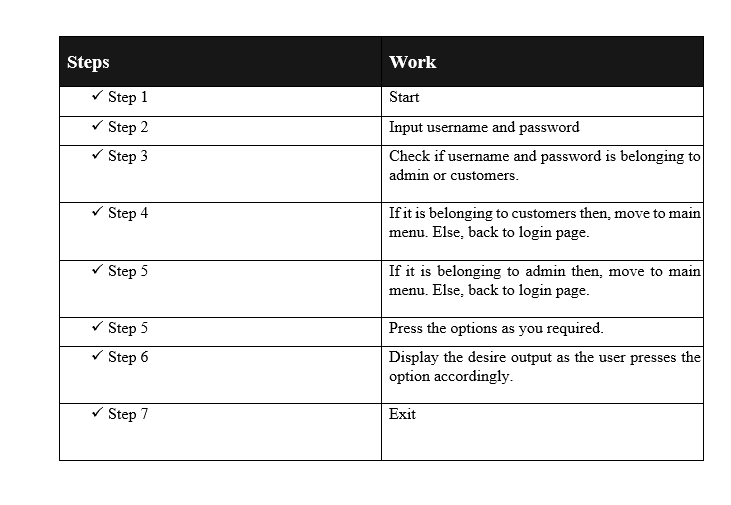 Steps Work
✓ Step 1 Start
✓ Step 2 Input username and password
✓ Step 3 Check if username and password is belonging to
admin or customers.
✓ Step 4 If it is belonging to customers then, move to main
menu. Else, back to login page.
✓ Step 5 If it is belonging to admin then, move to main
menu. Else, back to login page.
✓ Step 5 Press the options as you required.
✓ Step 6 Display the desire output as the user presses the
option accordingly.
✓ Step 7 Exit